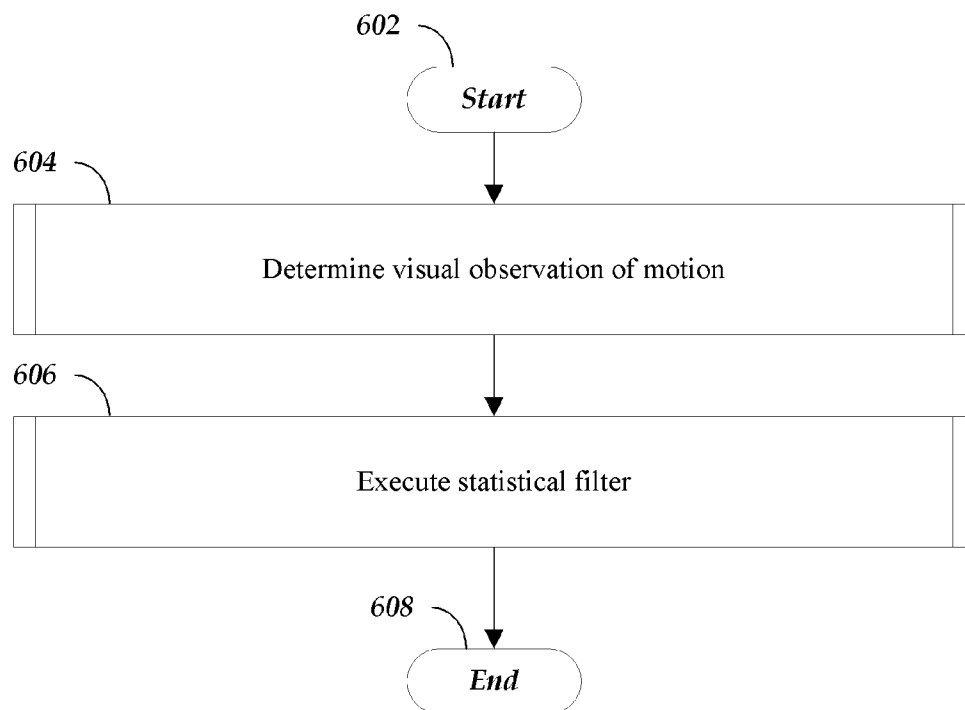 602
Start
604
Determine visual observation of motion
606
Execute statistical filter
608
End